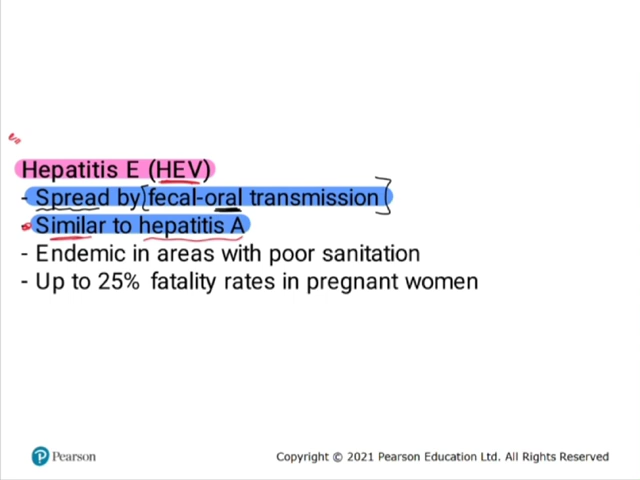 Hepatitis E (HEV)
- Spread by fecal-oral transmission
- Similar to hepatitis A
- Endemic in areas with poor sanitation
- Up to 25% fatality rates in pregnant women
Pearson
Copyright © 2021 Pearson Education Ltd. All Rights Reserved